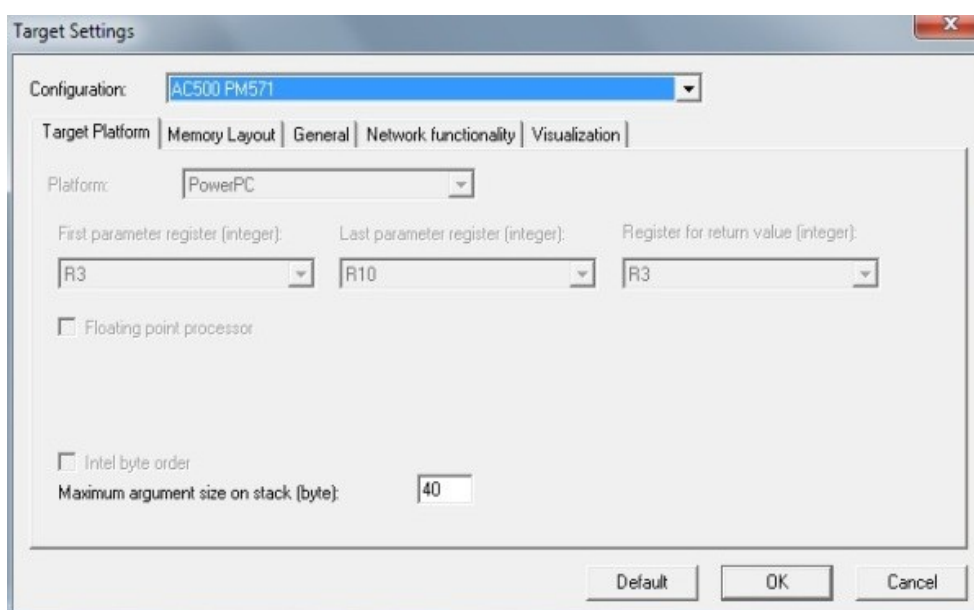 Target Settings
Configuration: AC500 PM571
Target Platform Memory Layout General Network functionality Visualization
Platform: PowerPC
First parameter register (integer): Last parameter register (integer): Register for return value (integer):
R3 R10 R3
Floating point processor
Intel byte order
Maximum argument size on stack (byte): 40
Default OK Cancel